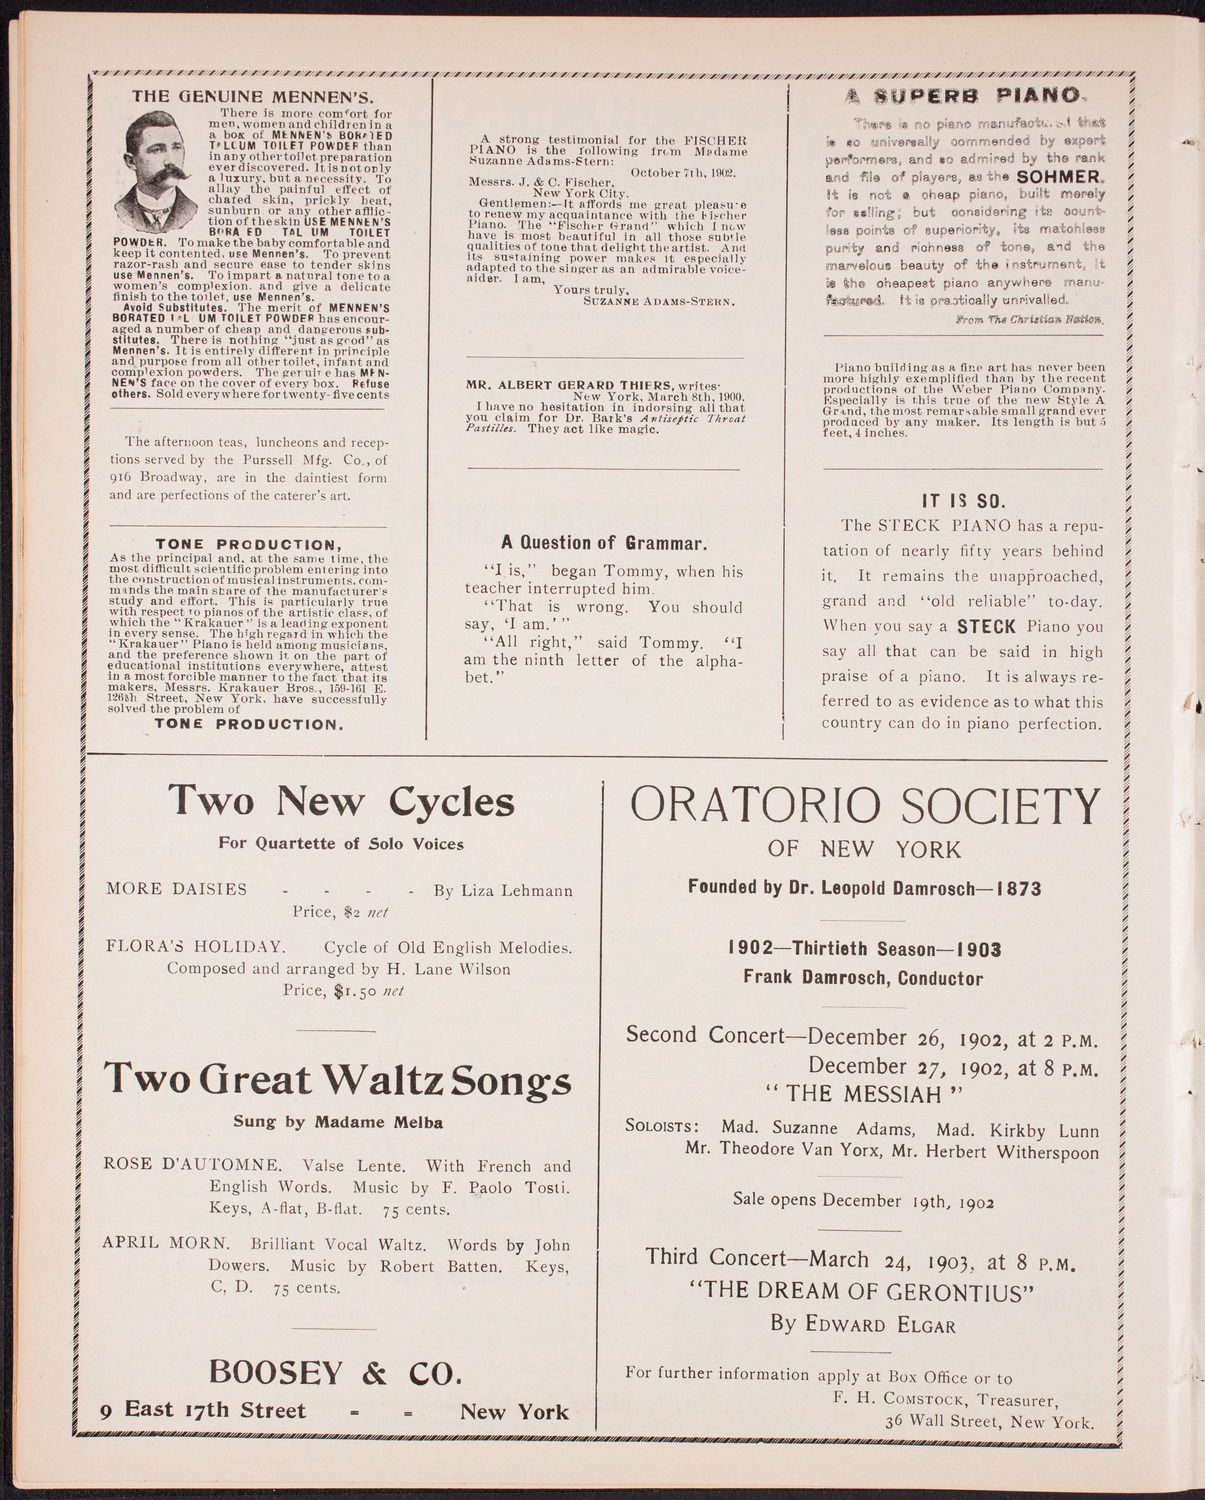 THE GENUINE MENNEN'S.
There is more comfort for
men, women and children in a
a box of MENNEN'S BORATED
TALCUM TOILET POWDER than
in any other toilet preparation
ever discovered. It is not only
a luxury, but a necessity. To
allay the painful effect of
chafed skin, prickly heat,
sunburn or any other afflic-
tion of the skin USE MENNEN'S
BORA ED TAL UM TOILET
POWDER. To make the baby comfortable and
keep it contented, use Mennen's. To prevent
razor-rash and secure ease to tender skins
use Mennen's. To impart a natural tone to a
women's complexion, and give a delicate
finish to the toilet, use Mennen's.
Avoid Substitutes. The merit of MENNEN'S
BORATED TAL UM TOILET POWDER has encour-
aged a number of cheap and dangerous sub-
stitutes. There is nothing "just as good" as
Mennen's. It is entirely different in principle
and purpose from all other toilet, infant and
complexion powders. The genuine has MEN-
NEN'S face on the cover of every box. Refuse
others. Sold everywhere for twenty-five cents
The afternoon teas, luncheons and recep-
tions served by the Purssell Mfg. Co., of
916 Broadway, are in the daintiest form
and are perfections of the caterer's art.
TONE PRODUCTION,
As the principal and, at the same time, the
most difficult scientific problem entering into
the construction of musical instruments, com-
mands the main share of the manufacturer's
study and effort. This is particularly true
with respect to pianos of the artistic class, of
which the "Krakauer" is a leading exponent
in every sense. The high regard in which the
"Krakauer" Piano is held among musicians,
and the preference shown it on the part of
educational institutions everywhere, attest
in a most forcible manner to the fact that its
makers, Messrs. Krakauer Bros., 159-161 E.
126th Street, New York, have successfully
solved the problem of
TONE PRODUCTION.
A strong testimonial for the FISCHER
PIANO is the following from Madame
Suzanne Adams-Stern:
October 7th, 1902.
Messrs. J. & C. Fischer,
New York City.
Gentlemen:—It affords me great pleasure
to renew my acquaintance with the Fischer
Piano. The "Fischer Grand" which I now
have is most beautiful in all those subtle
qualities of tone that delight the artist. And
its sustaining power makes it especially
adapted to the singer as an admirable voice-
aider. I am,
Yours truly,
SUZANNE ADAMS-STERN.
MR. ALBERT GERARD THIERS, writes·
New York, March 8th, 1900.
I have no hesitation in indorsing all that
you claim for Dr. Bark's Antiseptic Throat
Pastilles. They act like magic.
A Question of Grammar.
"I is," began Tommy, when his
teacher interrupted him.
"That is wrong. You should
say, 'I am.'"
"All right," said Tommy. "I
am the ninth letter of the alpha-
bet."
A SUPERB PIANO.
There is no piano manufactured that
is so universally commended by expert
performers, and so admired by the rank
and file of players, as the SOHMER.
It is not a cheap piano, built merely
for selling; but considering its count-
less points of superiority, its matchless
purity and richness of tone, and the
marvelous beauty of the instrument, it
is the cheapest piano anywhere manu-
factured. It is practically unrivalled.
From The Christian Nation.
Piano building as a fine art has never been
more highly exemplified than by the recent
productions of the Weber Piano Company.
Especially is this true of the new Style A
Grand, the most remarkable small grand ever
produced by any maker. Its length is but 5
feet, 4 inches.
IT IS SO.
The STECK PIANO has a repu-
tation of nearly fifty years behind
it. It remains the unapproached,
grand and "old reliable" to-day.
When you say a STECK Piano you
say all that can be said in high
praise of a piano. It is always re-
ferred to as evidence as to what this
country can do in piano perfection.
Two New Cycles
For Quartette of Solo Voices
MORE DAISIES - - - - By Liza Lehmann
Price, $2 net
FLORA'S HOLIDAY. Cycle of Old English Melodies.
Composed and arranged by H. Lane Wilson
Price, $1.50 net
Two Great Waltz Songs
Sung by Madame Melba
ROSE D'AUTOMNE. Valse Lente. With French and
English Words. Music by F. Paolo Tosti.
Keys, A-flat, B-flat. 75 cents.
APRIL MORN. Brilliant Vocal Waltz. Words by John
Dowers. Music by Robert Batten. Keys,
C, D. 75 cents.
BOOSEY & CO.
9 East 17th Street - - New York
ORATORIO SOCIETY
OF NEW YORK
Founded by Dr. Leopold Damrosch—1873
1902—Thirtieth Season—1903
Frank Damrosch, Conductor
Second Concert—December 26, 1902, at 2 P.M.
December 27, 1902, at 8 P.M.
"THE MESSIAH"
SOLOISTS: Mad. Suzanne Adams, Mad. Kirkby Lunn
Mr. Theodore Van Yorx, Mr. Herbert Witherspoon
Sale opens December 19th, 1902
Third Concert—March 24, 1903, at 8 P.M.
"THE DREAM OF GERONTIUS"
By EDWARD ELGAR
For further information apply at Box Office or to
F. H. COMSTOCK, Treasurer,
36 Wall Street, New York.